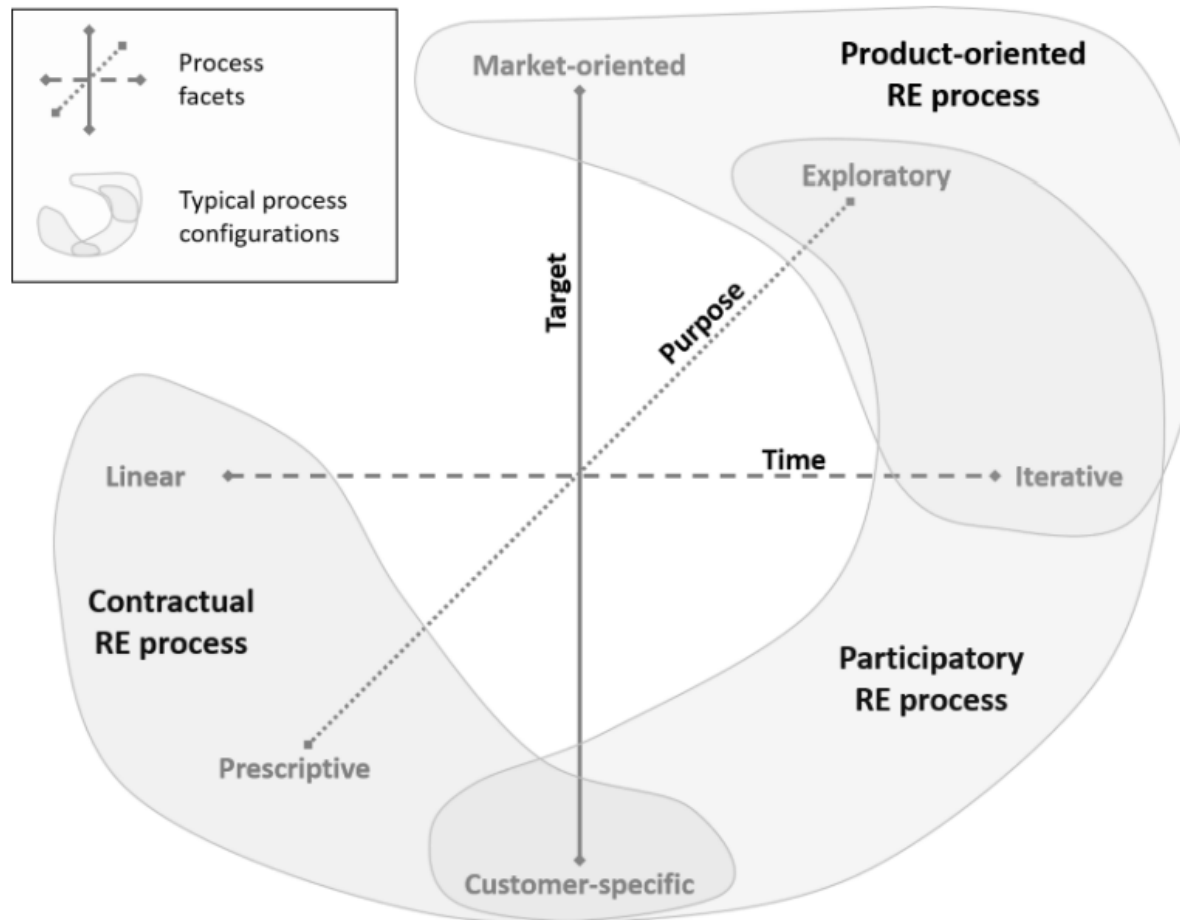 Process
facets
Typical process
configurations
Market-oriented
Product-oriented
RE process
Exploratory
Target
Purpose
Time
Linear
Iterative
Contractual
RE process
Participatory
RE process
Prescriptive
Customer-specific